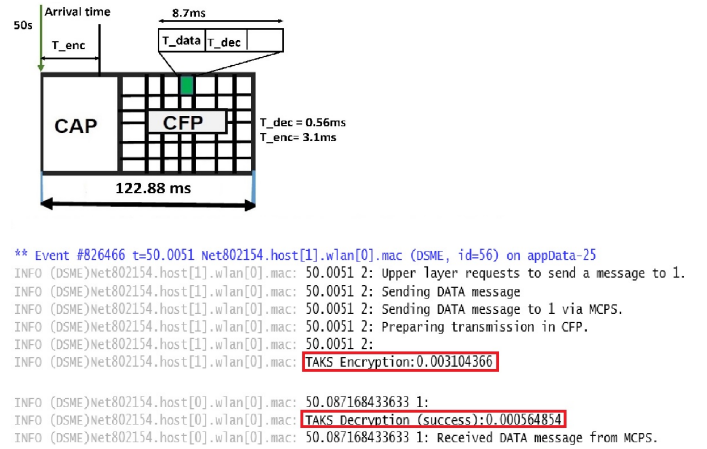 8.7ms
50s
Arrival time
T_enc
T_data
T_dec
CAP
CFP
T_dec = 0.56ms
T_enc= 3.1ms
122.88 ms
** Event #826466 t=50.0051 Net802154.host[1].wlan[0].mac (DSME, id=56) on appData-25
INFO (DSME)Net802154.host[1].wlan[0].mac: 50.0051 2: Upper layer requests to send a message to 1.
INFO (DSME)Net802154.host[1].wlan[0].mac: 50.0051 2: Sending DATA message
INFO (DSME)Net802154.host[1].wlan[0].mac: 50.0051 2: Sending DATA message to 1 via MCPS.
INFO (DSME)Net802154.host[1].wlan[0].mac: 50.0051 2: Preparing transmission in CFP.
INFO (DSME)Net802154.host[1].wlan[0].mac: 50.0051 2:
INFO (DSME)Net802154.host[1].wlan[0].mac: TAKS Encryption:0.003104366
INFO (DSME)Net802154.host[0].wlan[0].mac: 50.087168433633 1:
INFO (DSME)Net802154.host[0].wlan[0].mac: TAKS Decryption (success):0.000564854
INFO (DSME)Net802154.host[0].wlan[0].mac: 50.087168433633 1: Received DATA message from MCPS.